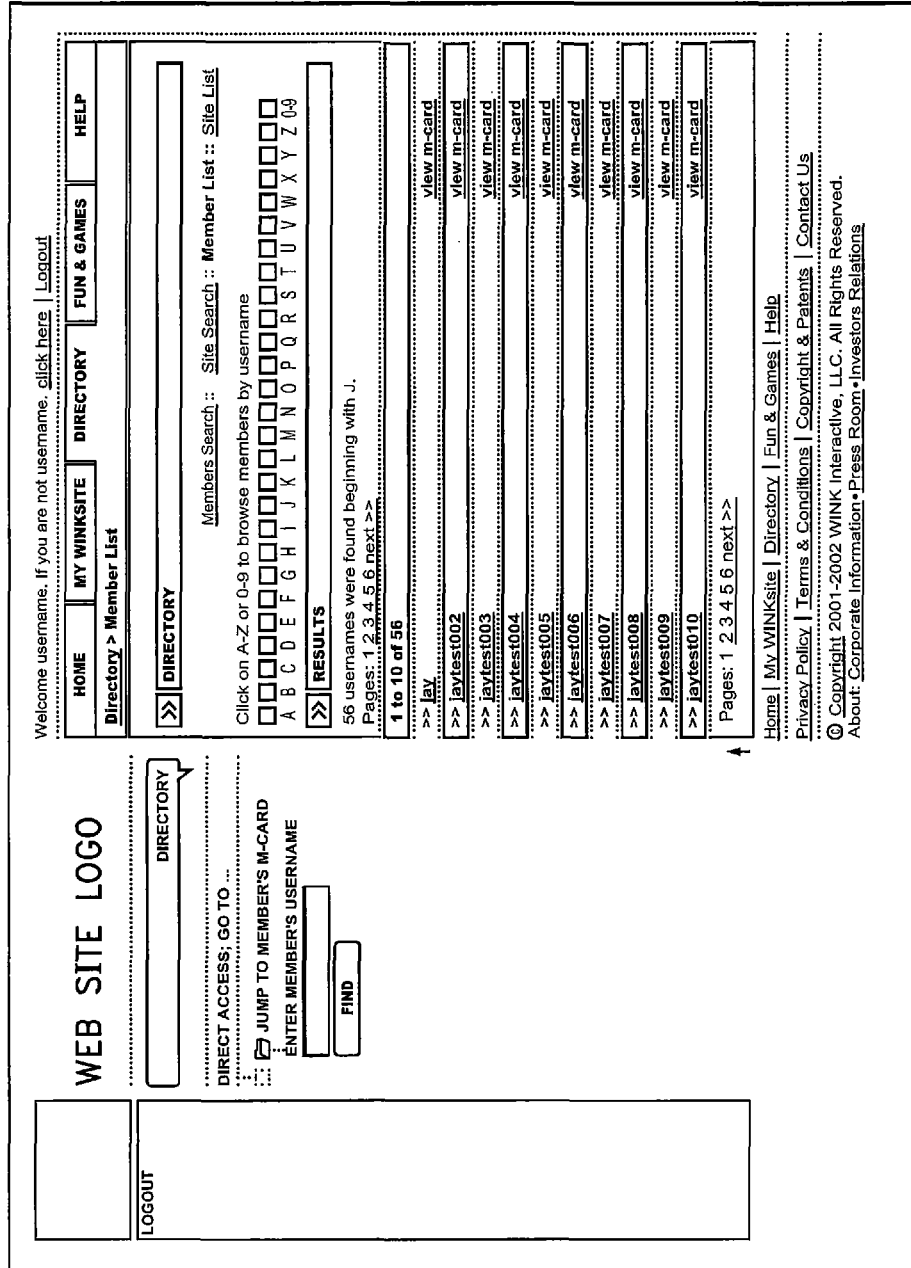 Welcome username. If you are not username, click here | Logout
WEB SITE LOGO
HOME MY WINKSITE DIRECTORY FUN & GAMES HELP
Directory > Member List
LOGOUT
DIRECTORY
DIRECT ACCESS; GO TO ...
JUMP TO MEMBER'S M-CARD
ENTER MEMBER'S USERNAME
FIND
>> DIRECTORY
Members Search :: Site Search :: Member List :: Site List
Click on A-Z or 0-9 to browse members by username
A B C D E F G H I J K L M N O P Q R S T U V W X Y Z 0-9
>> RESULTS
56 usernames were found beginning with J.
Pages: 1 2 3 4 5 6 next >>
1 to 10 of 56
>> jay view m-card
>> jaytest002 view m-card
>> jaytest003 view m-card
>> jaytest004 view m-card
>> jaytest005 view m-card
>> jaytest006 view m-card
>> jaytest007 view m-card
>> jaytest008 view m-card
>> jaytest009 view m-card
>> jaytest010 view m-card
Pages: 1 2 3 4 5 6 next >>
Home | My WINKsite | Directory | Fun & Games | Help
Privacy Policy | Terms & Conditions | Copyright & Patents | Contact Us
© Copyright 2001-2002 WINK Interactive, LLC. All Rights Reserved.
About: Corporate Information • Press Room • Investors Relations